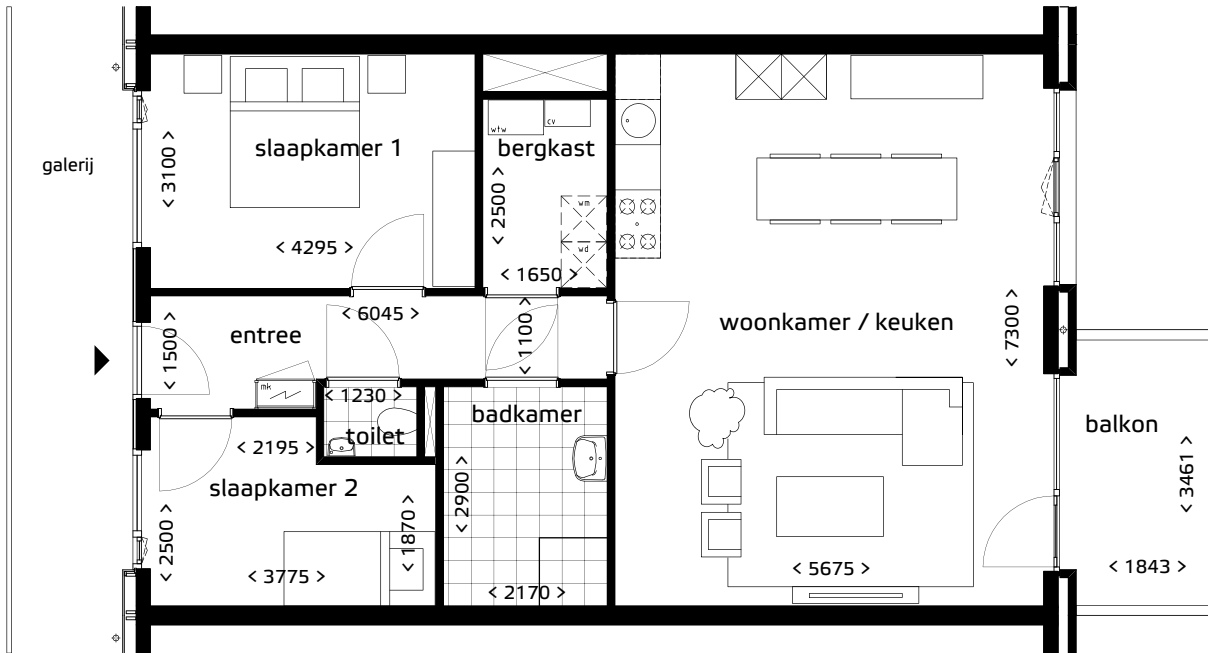 galerij
slaapkamer 1
< 3100 >
< 4295 >
wtw
cv
bergkast
< 2500 >
wm
wd
< 1650 >
< 6045 >
entree
< 1500 >
< 1100 >
mk
< 1230 >
toilet
badkamer
< 2195 >
slaapkamer 2
< 2500 >
< 3775 >
< 1870 >
< 2900 >
< 2170 >
woonkamer / keuken
< 7300 >
< 5675 >
balkon
< 3461 >
< 1843 >